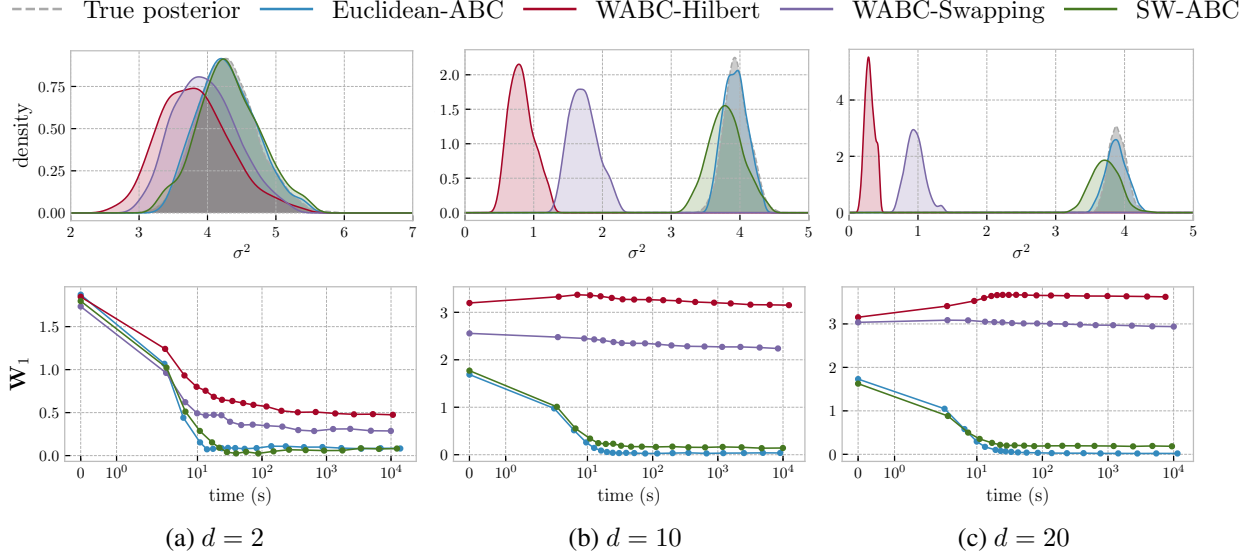 True posterior Euclidean-ABC WABC-Hilbert WABC-Swapping SW-ABC
density
0.75
0.50
0.25
0.00
2 3 4 5 6 7
σ²
2.0
1.5
1.0
0.5
0.0
0 1 2 3 4 5
σ²
4
2
0
0 1 2 3 4 5
σ²
W₁
1.5
1.0
0.5
0.0
0 10⁰ 10¹ 10² 10³ 10⁴
time (s)
3
2
1
0
0 10⁰ 10¹ 10² 10³ 10⁴
time (s)
4
3
2
1
0
0 10⁰ 10¹ 10² 10³ 10⁴
time (s)
(a) d = 2
(b) d = 10
(c) d = 20